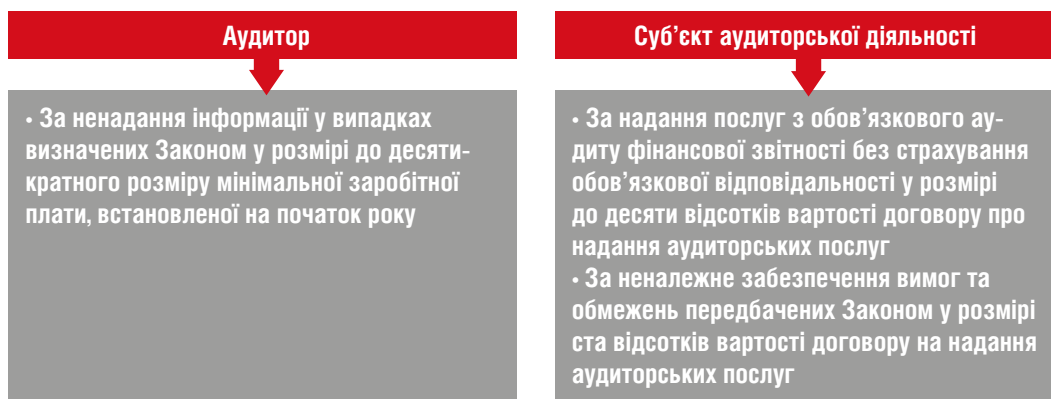 Аудитор
• За ненадання інформації у випадках
визначених Законом у розмірі до десяти-
кратного розміру мінімальної заробітної
плати, встановленої на початок року
Суб’єкт аудиторської діяльності
• За надання послуг з обов’язкового ау-
диту фінансової звітності без страхування
обов’язкової відповідальності у розмірі
до десяти відсотків вартості договору про
надання аудиторських послуг
• За неналежне забезпечення вимог та
обмежень передбачених Законом у розмірі
ста відсотків вартості договору на надання
аудиторських послуг